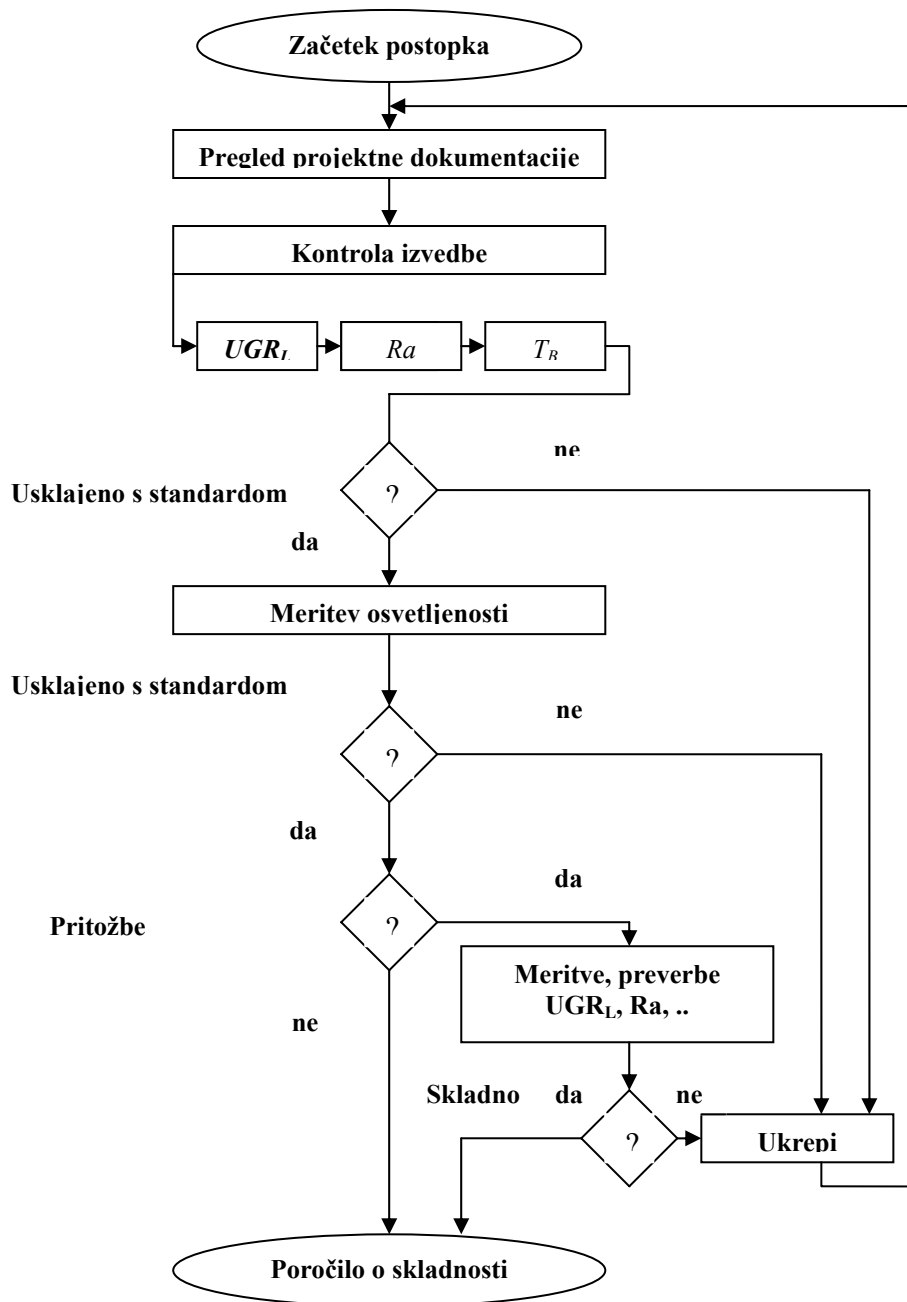 Začetek postopka
Pregled projektne dokumentacije
Kontrola izvedbe
UGR_L Ra T_B
ne
Usklajeno s standardom ?
da
Meritev osvetljenosti
Usklajeno s standardom
ne
?
da
da
Pritožbe ?
Meritve, preverbe
UGR_L, Ra, ..
ne
Skladno da ne
? Ukrepi
Poročilo o skladnosti